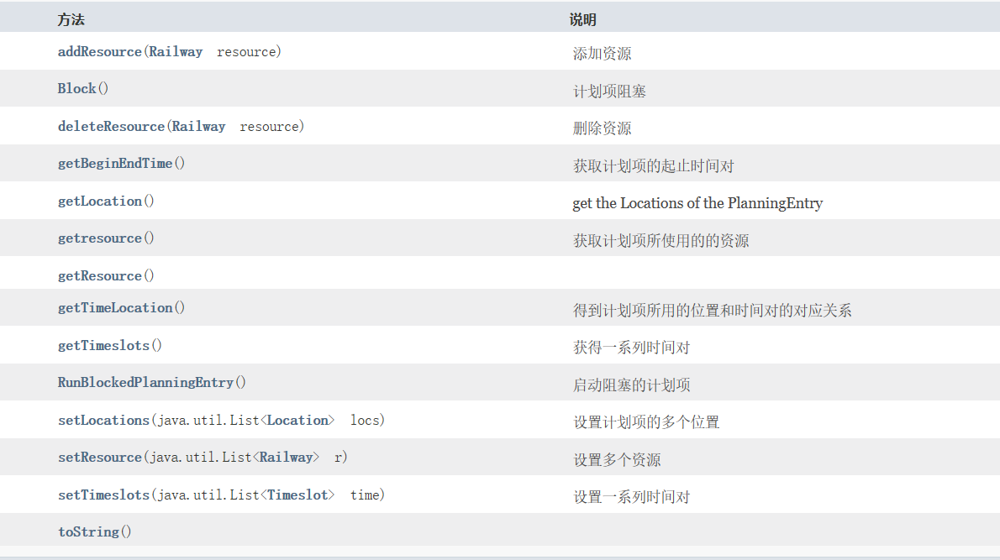 方法 说明
addResource(Railway resource) 添加资源
Block() 计划项阻塞
deleteResource(Railway resource) 删除资源
getBeginEndTime() 获取计划项的起止时间对
getLocation() get the Locations of the PlanningEntry
getresource() 获取计划项所使用的的资源
getResource()
getTimeLocation() 得到计划项所用的位置和时间对的对应关系
getTimeslots() 获得一系列时间对
RunBlockedPlanningEntry() 启动阻塞的计划项
setLocations(java.util.List<Location> locs) 设置计划项的多个位置
setResource(java.util.List<Railway> r) 设置多个资源
setTimeslots(java.util.List<Timeslot> time) 设置一系列时间对
toString()